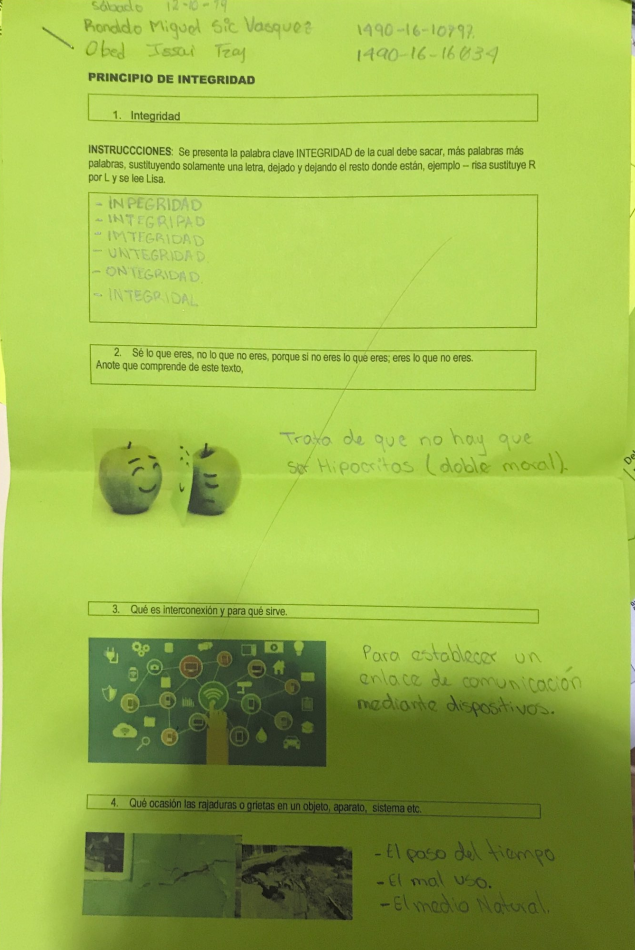 Sábado 12-10-19
Ronaldo Miguel Sic Vasquez 1490-16-10897
Obed Isaai Tzoy 1490-16-16034
PRINCIPIO DE INTEGRIDAD
1. Integridad
INSTRUCCCIONES: Se presenta la palabra clave INTEGRIDAD de la cual debe sacar, más palabras más
palabras, sustituyendo solamente una letra, dejado y dejando el resto donde están, ejemplo – risa sustituye R
por L y se lee Lisa.
- INPEGRIDAD
- INTEGRIPAD
- IMTEGRIDAD
- UNTEGRIDAD
- ONTEGRIDAD.
- INTEGRIDAL
2. Sé lo que eres, no lo que no eres, porque si no eres lo que eres; eres lo que no eres.
Anote que comprende de este texto,
Trata de que no hay que
ser Hipocritas (doble moral).
3. Qué es interconexión y para qué sirve.
Para establecer un
enlace de comunicación
mediante dispositivos.
4. Qué ocasión las rajaduras o grietas en un objeto, aparato, sistema etc.
- El paso del tiempo
- El mal uso.
- El medio Natural.